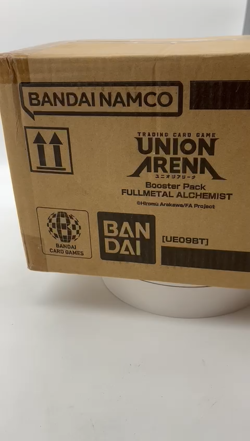 BANDAI NAMCO
TRADING CARD GAME
UNION
ARENA
ユニオンアリーナ
Booster Pack
FULLMETAL ALCHEMIST
©Hiromu Arakawa/FA Project
BANDAI
CARD GAMES
BAN
DAI
[UE09BT]